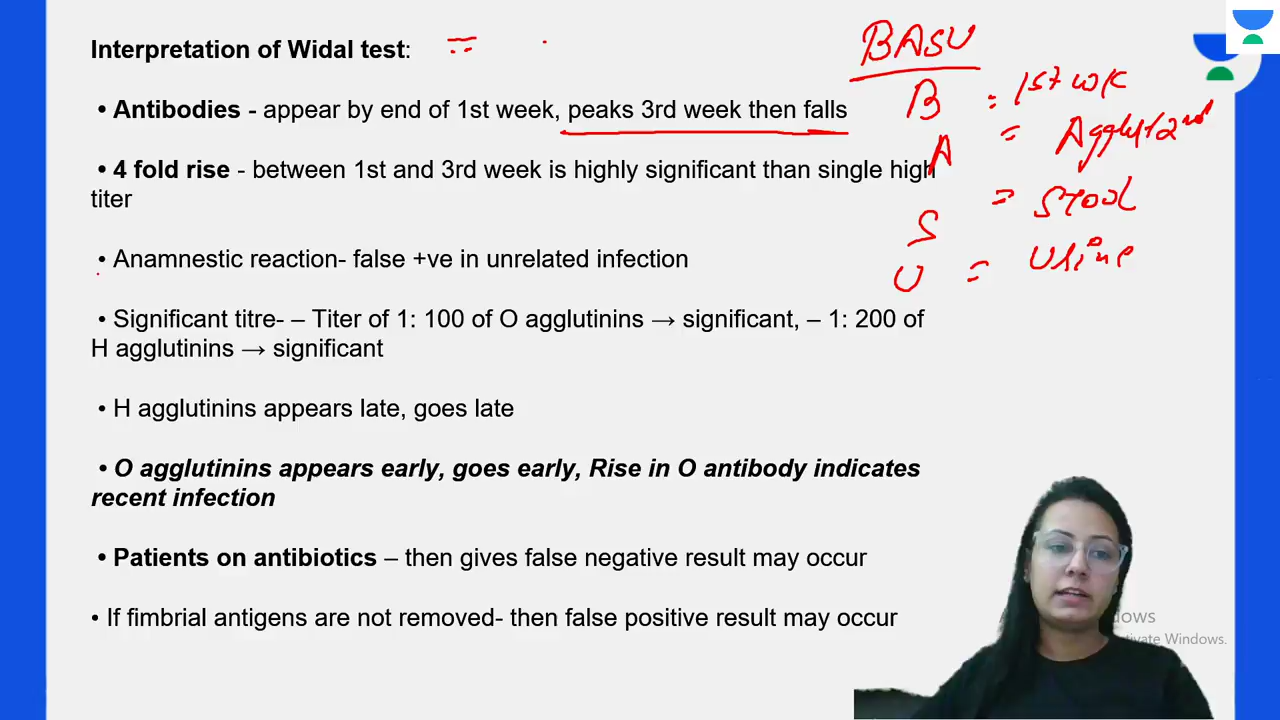 Interpretation of Widal test:
• Antibodies - appear by end of 1st week, peaks 3rd week then falls
• 4 fold rise - between 1st and 3rd week is highly significant than single high
titer
• Anamnestic reaction- false +ve in unrelated infection
• Significant titre- – Titer of 1: 100 of O agglutinins → significant, – 1: 200 of
H agglutinins → significant
• H agglutinins appears late, goes late
• O agglutinins appears early, goes early, Rise in O antibody indicates
recent infection
• Patients on antibiotics – then gives false negative result may occur
• If fimbrial antigens are not removed- then false positive result may occur
BASU
B = 1st wk
A = Agglut 2nd
S = Stool
U = Urine
dows
tivate Windows.